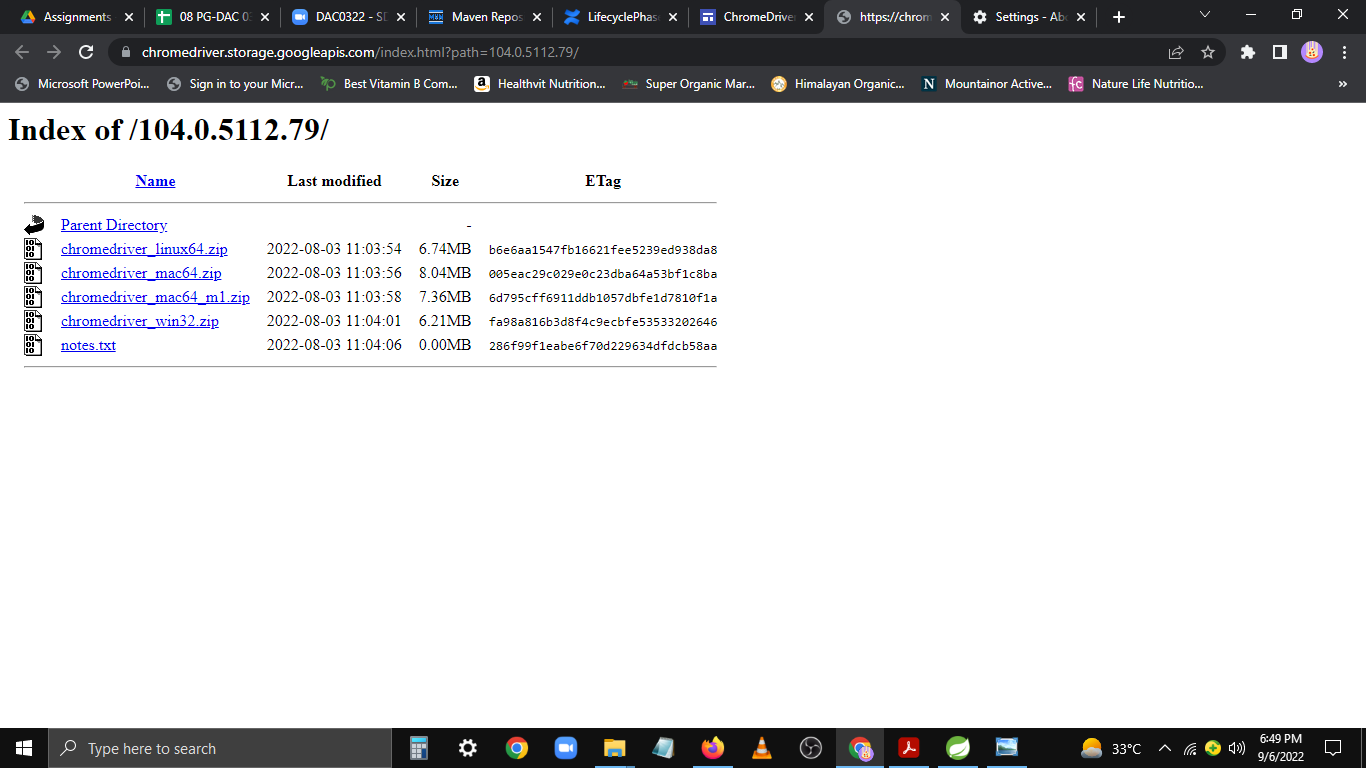 Assignments
08 PG-DAC 03
DAC0322 - SD
Maven Repos
LifecyclePhase
ChromeDriver
https://chrom
Settings - Abo
chromedriver.storage.googleapis.com/index.html?path=104.0.5112.79/
Microsoft PowerPoi... Sign in to your Micr... Best Vitamin B Com... Healthvit Nutrition... Super Organic Mar... Himalayan Organic... Mountainor Active... Nature Life Nutritio... »
Index of /104.0.5112.79/
Name Last modified Size ETag
Parent Directory -
chromedriver_linux64.zip 2022-08-03 11:03:54 6.74MB b6e6aa1547fb16621fee5239ed938da8
chromedriver_mac64.zip 2022-08-03 11:03:56 8.04MB 005eac29c029e0c23dba64a53bf1c8ba
chromedriver_mac64_m1.zip 2022-08-03 11:03:58 7.36MB 6d795cff6911ddb1057dbfe1d7810f1a
chromedriver_win32.zip 2022-08-03 11:04:01 6.21MB fa98a816b3d8f4c9ecbfe53533202646
notes.txt 2022-08-03 11:04:06 0.00MB 286f99f1eabe6f70d229634dfdcb58aa
Type here to search
33°C
6:49 PM
9/6/2022